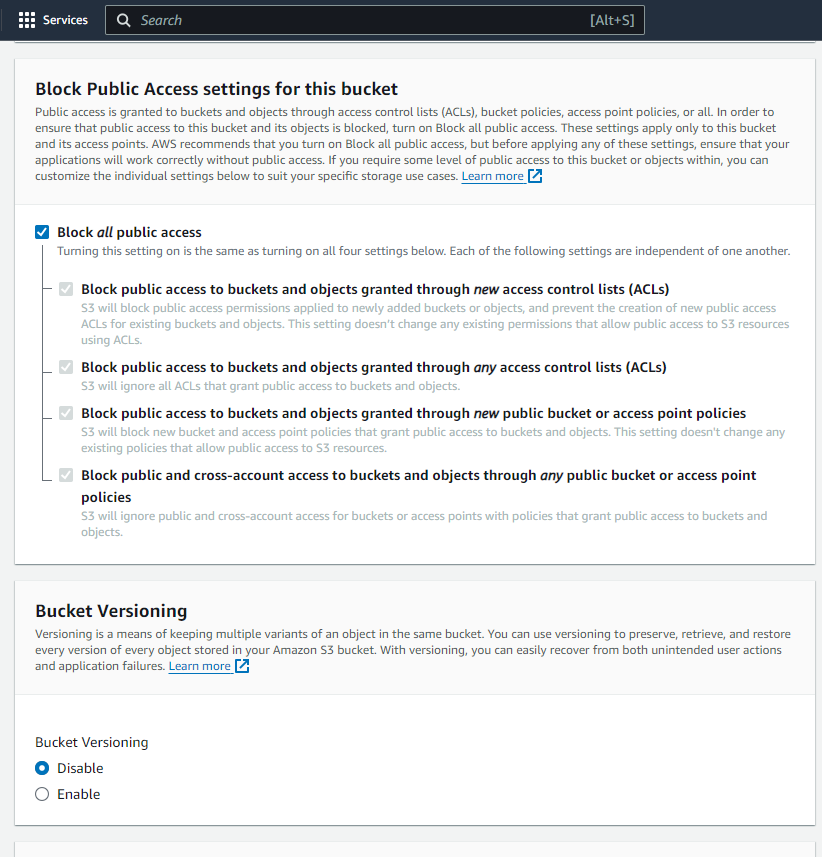 Services
Search
[Alt+S]
Block Public Access settings for this bucket
Public access is granted to buckets and objects through access control lists (ACLs), bucket policies, access point policies, or all. In order to
ensure that public access to this bucket and its objects is blocked, turn on Block all public access. These settings apply only to this bucket
and its access points. AWS recommends that you turn on Block all public access, but before applying any of these settings, ensure that your
applications will work correctly without public access. If you require some level of public access to this bucket or objects within, you can
customize the individual settings below to suit your specific storage use cases. Learn more
Block all public access
Turning this setting on is the same as turning on all four settings below. Each of the following settings are independent of one another.
Block public access to buckets and objects granted through new access control lists (ACLs)
S3 will block public access permissions applied to newly added buckets or objects, and prevent the creation of new public access
ACLs for existing buckets and objects. This setting doesn't change any existing permissions that allow public access to S3 resources
using ACLs.
Block public access to buckets and objects granted through any access control lists (ACLs)
S3 will ignore all ACLs that grant public access to buckets and objects.
Block public access to buckets and objects granted through new public bucket or access point policies
S3 will block new bucket and access point policies that grant public access to buckets and objects. This setting doesn't change any
existing policies that allow public access to S3 resources.
Block public and cross-account access to buckets and objects through any public bucket or access point
policies
S3 will ignore public and cross-account access for buckets or access points with policies that grant public access to buckets and
objects.
Bucket Versioning
Versioning is a means of keeping multiple variants of an object in the same bucket. You can use versioning to preserve, retrieve, and restore
every version of every object stored in your Amazon S3 bucket. With versioning, you can easily recover from both unintended user actions
and application failures. Learn more
Bucket Versioning
Disable
Enable